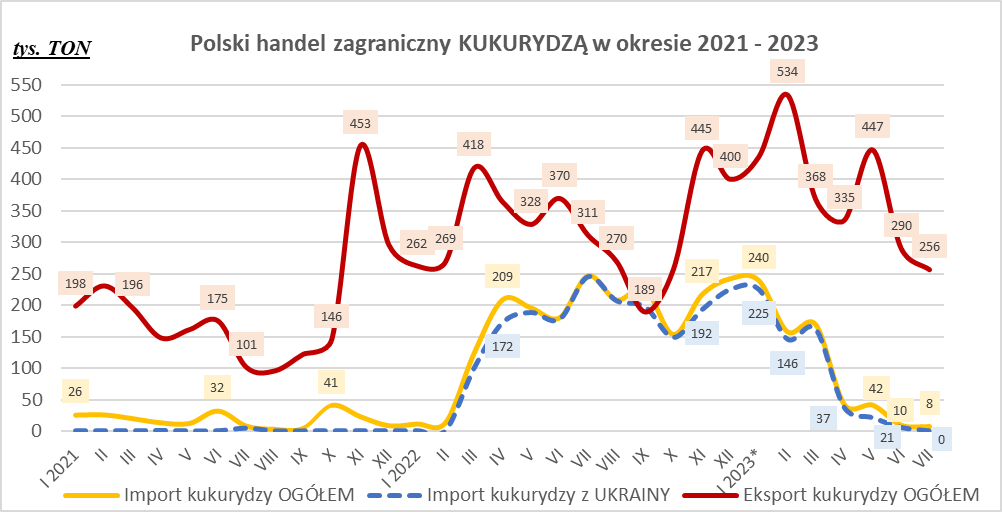 tys. TON
Polski handel zagraniczny KUKURYDZĄ w okresie 2021 - 2023
550
500
450
400
350
300
250
200
150
100
50
0
534
453
445
447
418
400
370
368
328
335
311
290
262
269
270
256
198
196
175
146
101
189
209
217
240
26
32
41
42
10
8
172
192
225
146
37
21
0
I 2021
II
III
IV
V
VI
VII
VIII
IX
X
XI
XII
I 2022
II
III
IV
V
VI
VII
VIII
IX
X
XI
XII
I 2023*
II
III
IV
V
VI
VII
Import kukurydzy OGÓŁEM
Import kukurydzy z UKRAINY
Eksport kukurydzy OGÓŁEM